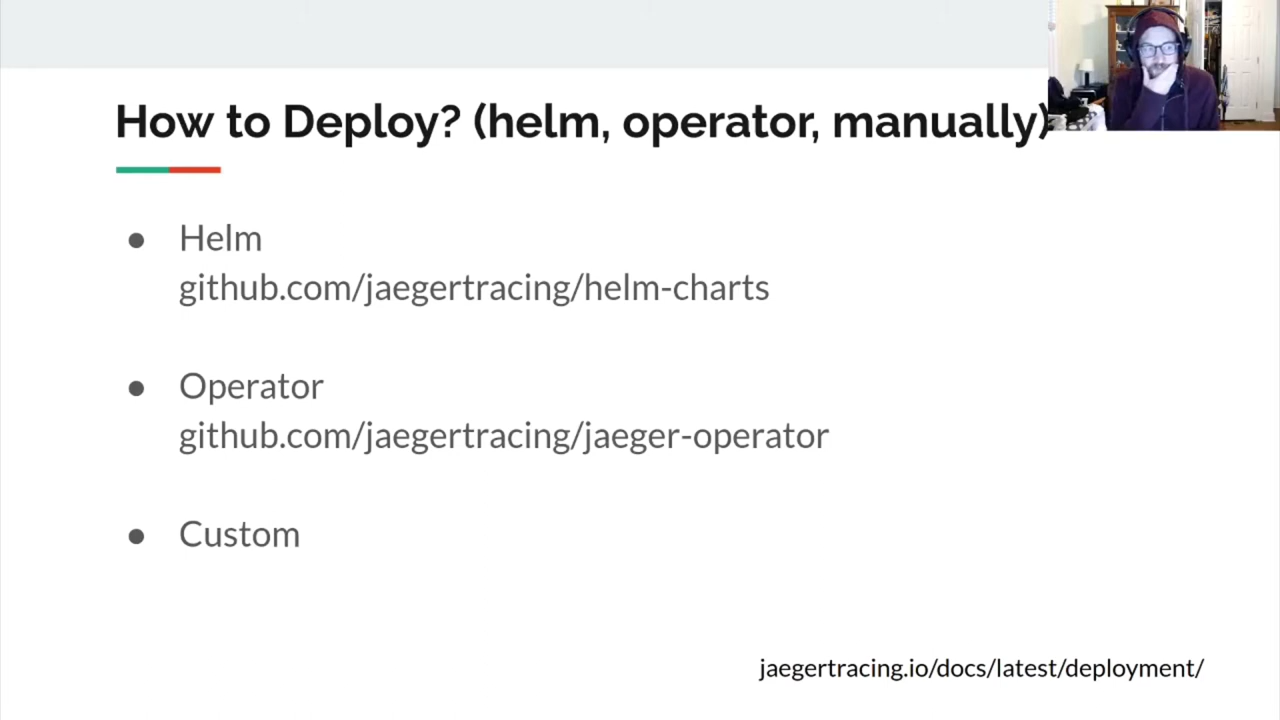 How to Deploy? (helm, operator, manually)
● Helm
github.com/jaegertracing/helm-charts
● Operator
github.com/jaegertracing/jaeger-operator
● Custom
jaegertracing.io/docs/latest/deployment/